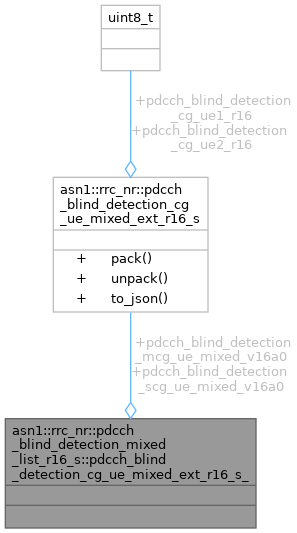 uint8_t
+pdcch_blind_detection
_cg_ue1_r16
+pdcch_blind_detection
_cg_ue2_r16
asn1::rrc_nr::pdcch
_blind_detection_cg
_ue_mixed_ext_r16_s
+ pack()
+ unpack()
+ to_json()
+pdcch_blind_detection
_mcg_ue_mixed_v16a0
+pdcch_blind_detection
_scg_ue_mixed_v16a0
asn1::rrc_nr::pdcch
_blind_detection_mixed
_list_r16_s::pdcch_blind
_detection_cg_ue_mixed_ext_r16_s_